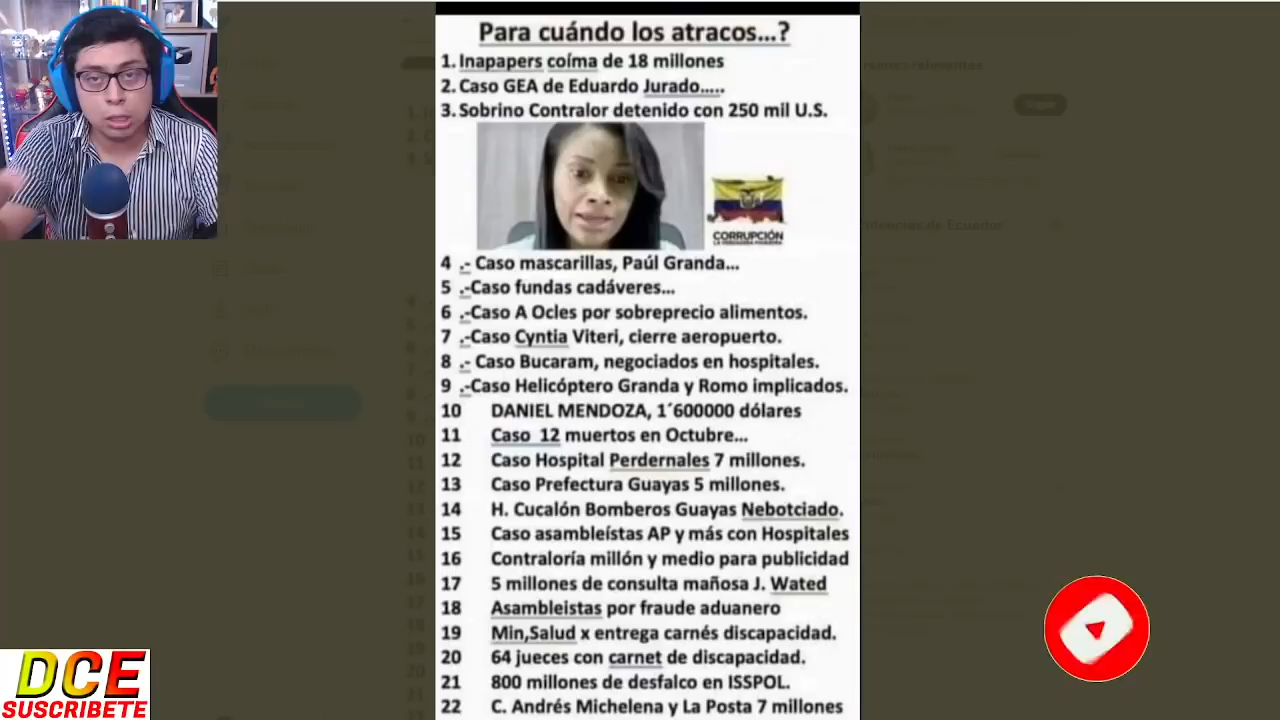 Para cuándo los atracos...?
1. Inapapers coíma de 18 millones
2. Caso GEA de Eduardo Jurado.....
3. Sobrino Contralor detenido con 250 mil U.S.
CORRUPCIÓN
4 .- Caso mascarillas, Paúl Granda...
5 .-Caso fundas cadáveres...
6 .-Caso A Ocles por sobreprecio alimentos.
7 .-Caso Cyntia Viteri, cierre aeropuerto.
8 .- Caso Bucaram, negociados en hospitales.
9 .-Caso Helicóptero Granda y Romo implicados.
10 DANIEL MENDOZA, 1´600000 dólares
11 Caso 12 muertos en Octubre...
12 Caso Hospital Perdernales 7 millones.
13 Caso Prefectura Guayas 5 millones.
14 H. Cucalón Bomberos Guayas Nebotciado.
15 Caso asambleístas AP y más con Hospitales
16 Contraloría millón y medio para publicidad
17 5 millones de consulta mañosa J. Wated
18 Asambleistas por fraude aduanero
19 Min,Salud x entrega carnés discapacidad.
20 64 jueces con carnet de discapacidad.
21 800 millones de desfalco en ISSPOL.
22 C. Andrés Michelena y La Posta 7 millones
DCE
SUSCRIBETE